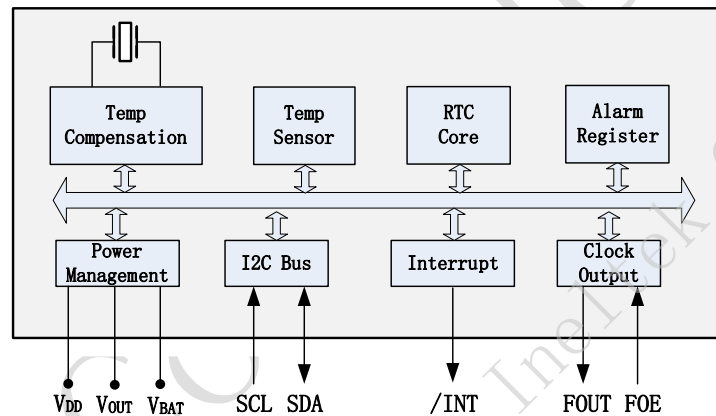 Temp
Compensation
Temp
Sensor
RTC
Core
Alarm
Register
Power
Management
I2C Bus
Interrupt
Clock
Output
VDD VOUT VBAT SCL SDA /INT FOUT FOE
Ineltek